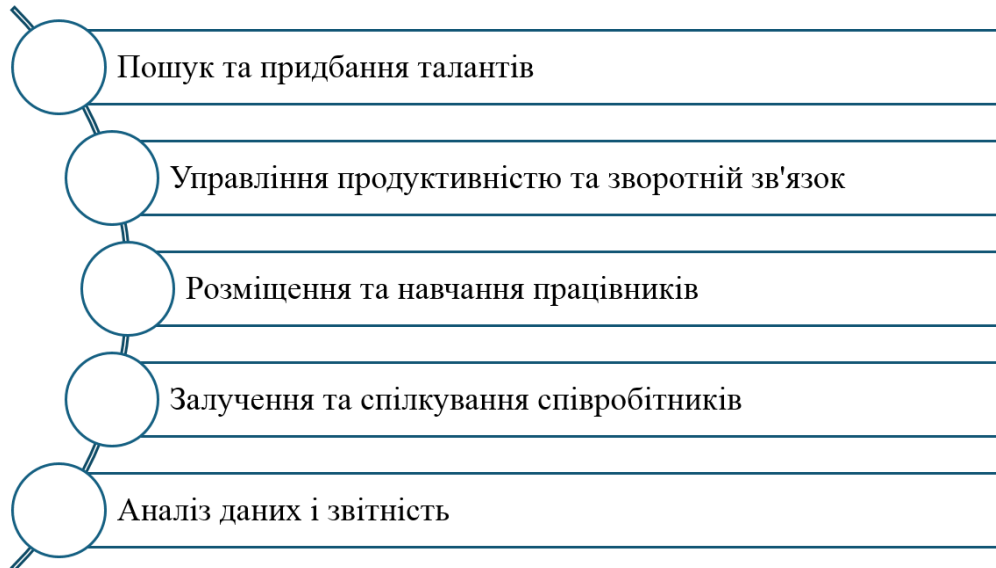 Пошук та придбання талантів
Управління продуктивністю та зворотній зв'язок
Розміщення та навчання працівників
Залучення та спілкування співробітників
Аналіз даних і звітність